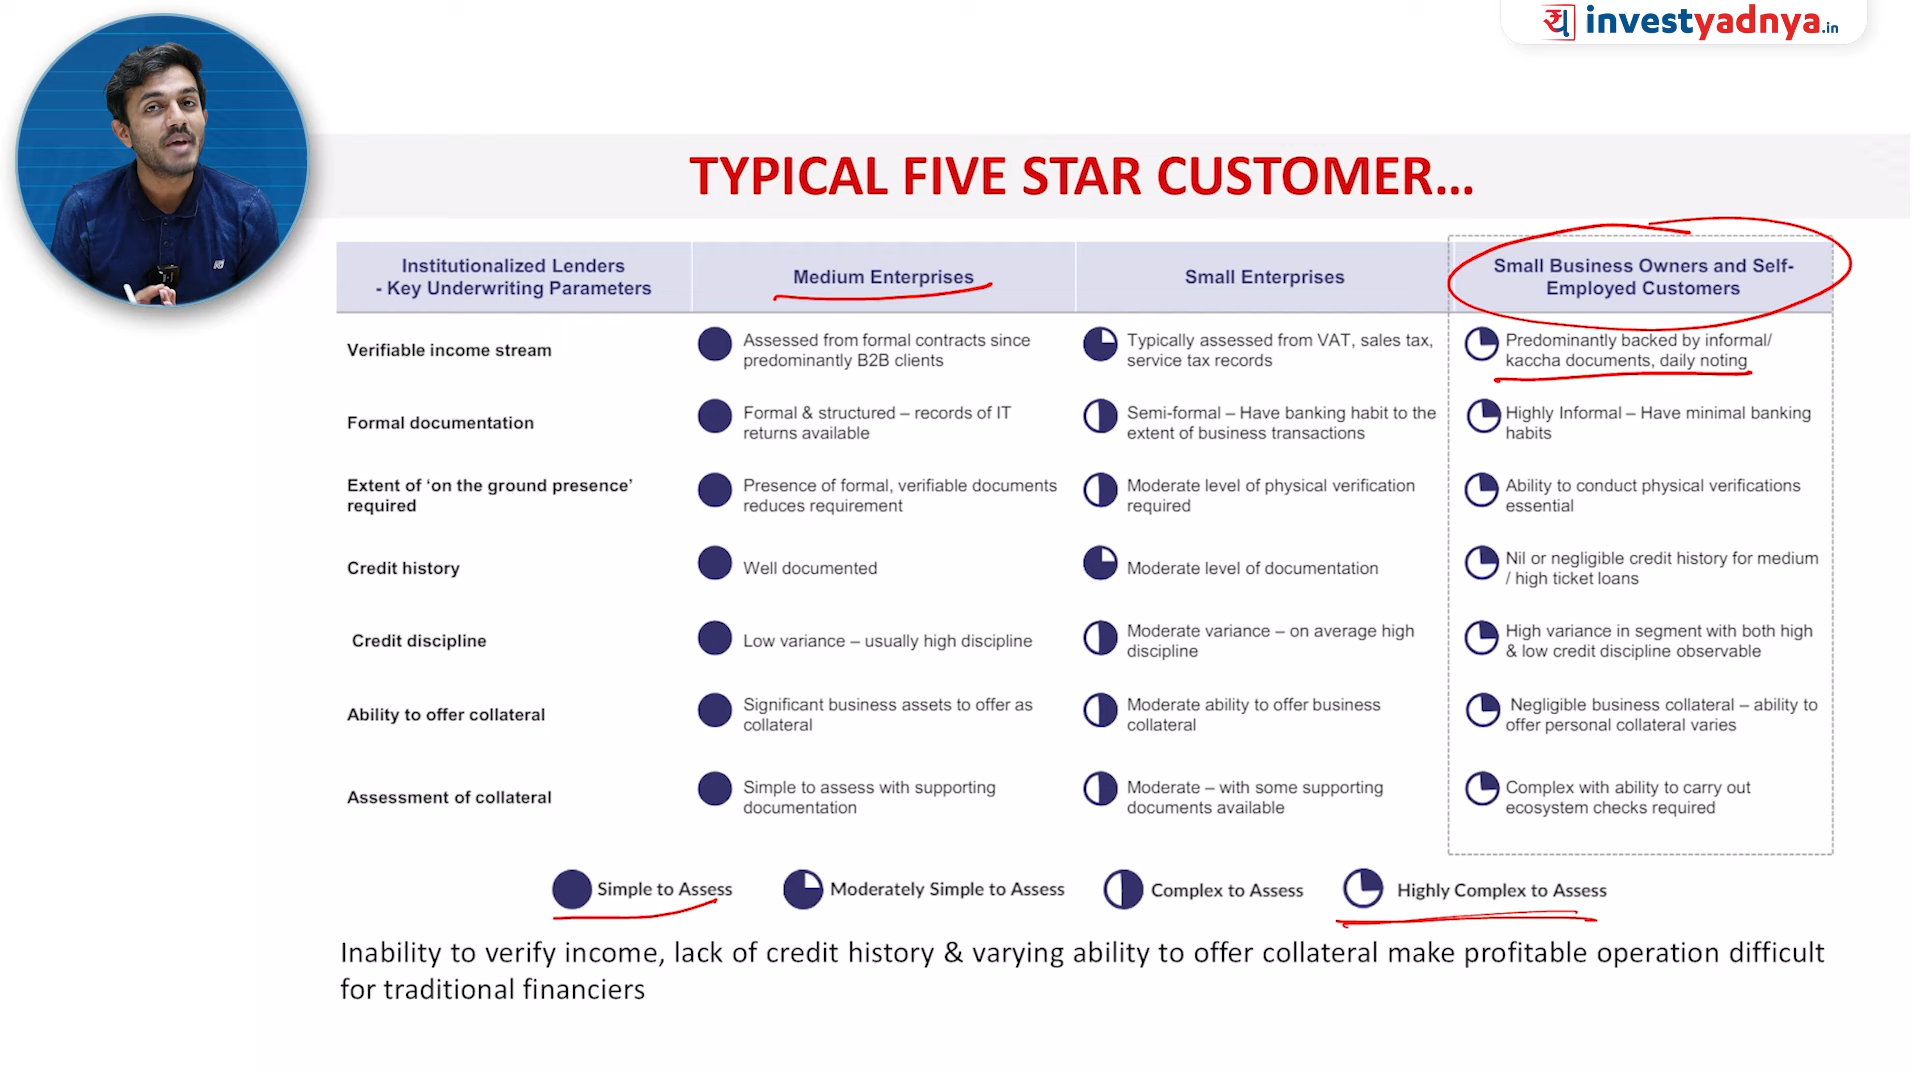 investyadnya.in
TYPICAL FIVE STAR CUSTOMER...
Institutionalized Lenders
- Key Underwriting Parameters
Medium Enterprises
Small Enterprises
Small Business Owners and Self-
Employed Customers
Verifiable income stream
Assessed from formal contracts since
predominantly B2B clients
Typically assessed from VAT, sales tax,
service tax records
Predominantly backed by informal/
kaccha documents, daily noting
Formal documentation
Formal & structured – records of IT
returns available
Semi-formal – Have banking habit to the
extent of business transactions
Highly Informal – Have minimal banking
habits
Extent of ‘on the ground presence’
required
Presence of formal, verifiable documents
reduces requirement
Moderate level of physical verification
required
Ability to conduct physical verifications
essential
Credit history
Well documented
Moderate level of documentation
Nil or negligible credit history for medium
/ high ticket loans
Credit discipline
Low variance – usually high discipline
Moderate variance – on average high
discipline
High variance in segment with both high
& low credit discipline observable
Ability to offer collateral
Significant business assets to offer as
collateral
Moderate ability to offer business
collateral
Negligible business collateral – ability to
offer personal collateral varies
Assessment of collateral
Simple to assess with supporting
documentation
Moderate – with some supporting
documents available
Complex with ability to carry out
ecosystem checks required
Simple to Assess
Moderately Simple to Assess
Complex to Assess
Highly Complex to Assess
Inability to verify income, lack of credit history & varying ability to offer collateral make profitable operation difficult
for traditional financiers